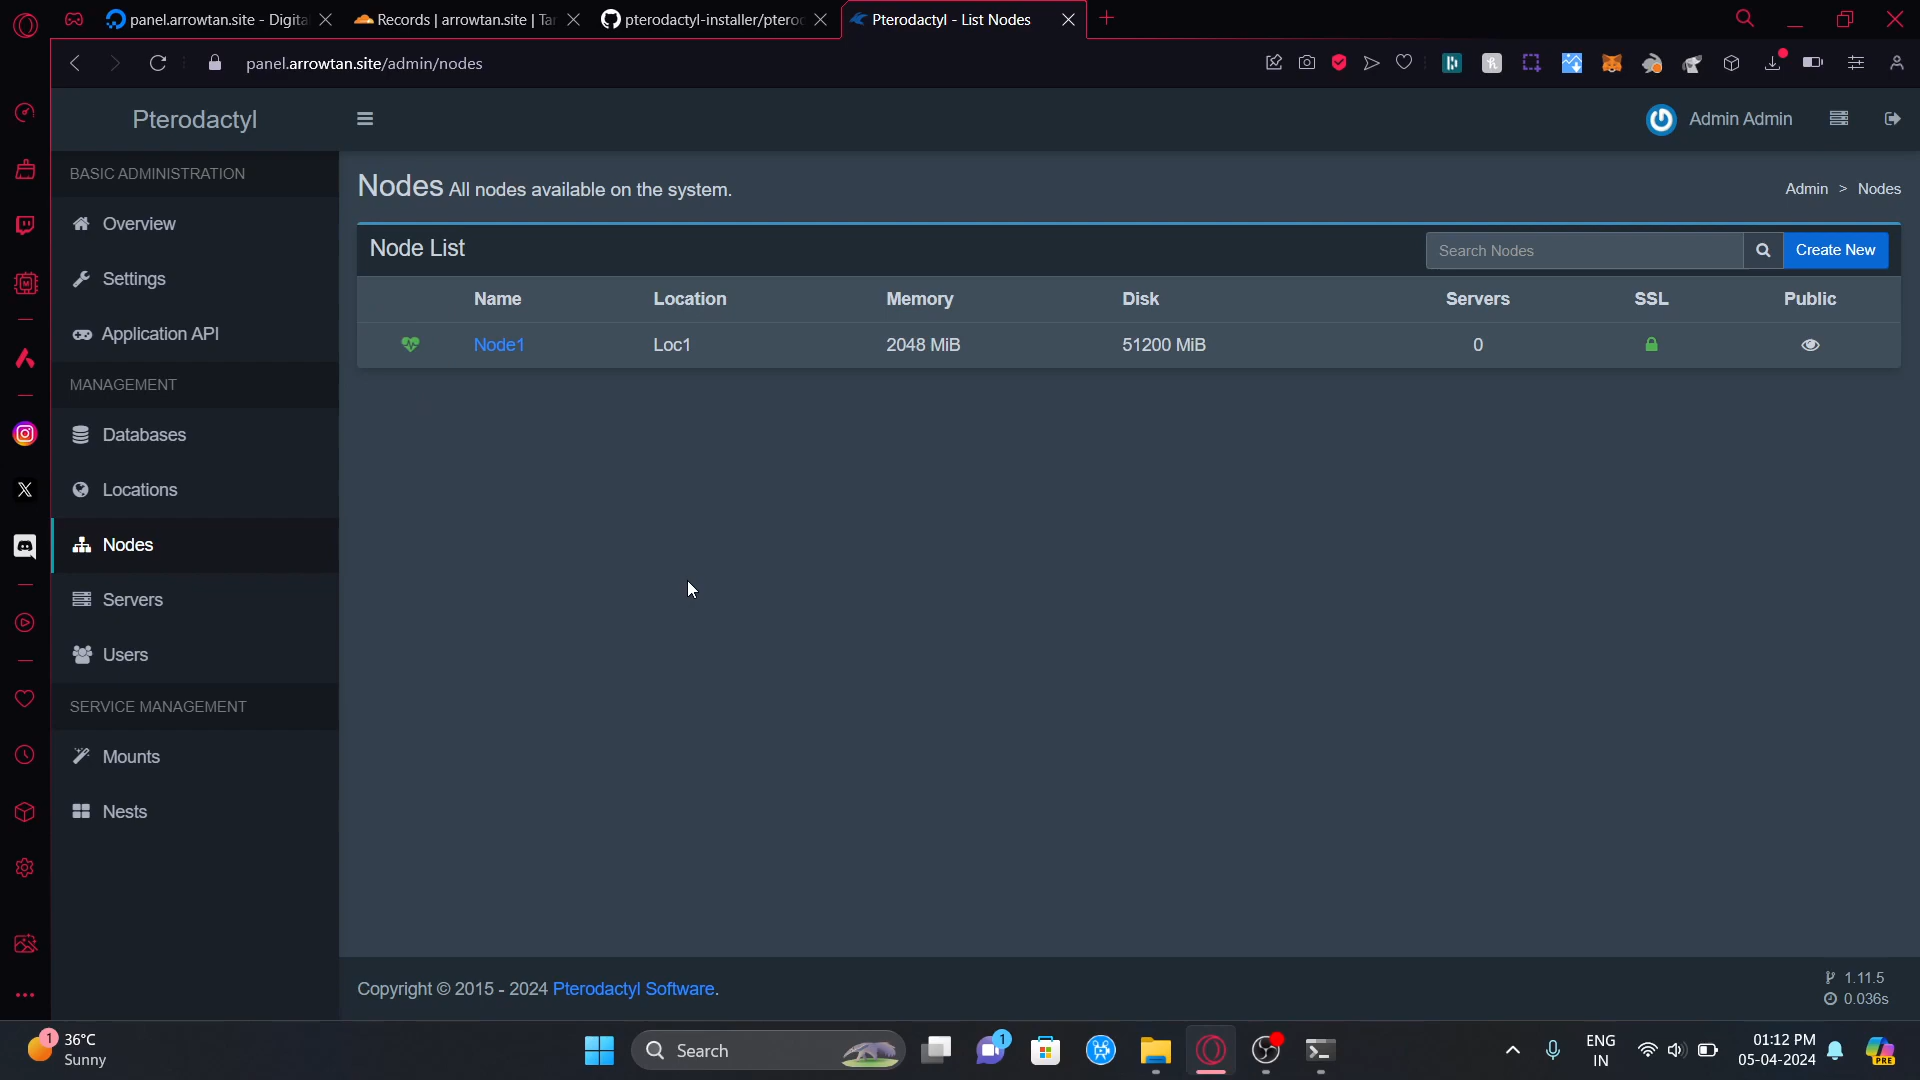 panel.arrowtan.site - Digita
Records | arrowtan.site | Ta
pterodactyl-installer/ptero
Pterodactyl - List Nodes
panel.arrowtan.site/admin/nodes
Pterodactyl
Admin Admin
BASIC ADMINISTRATION
Overview
Settings
Application API
MANAGEMENT
Databases
Locations
Nodes
Servers
Users
SERVICE MANAGEMENT
Mounts
Nests
Nodes All nodes available on the system.
Admin > Nodes
Node List
Search Nodes
Create New
Name Location Memory Disk Servers SSL Public
Node1 Loc1 2048 MiB 51200 MiB 0
Copyright © 2015 - 2024 Pterodactyl Software.
1.11.5
0.036s
1
36°C
Sunny
Search
1
ENG
IN
01:12 PM
05-04-2024
PRE